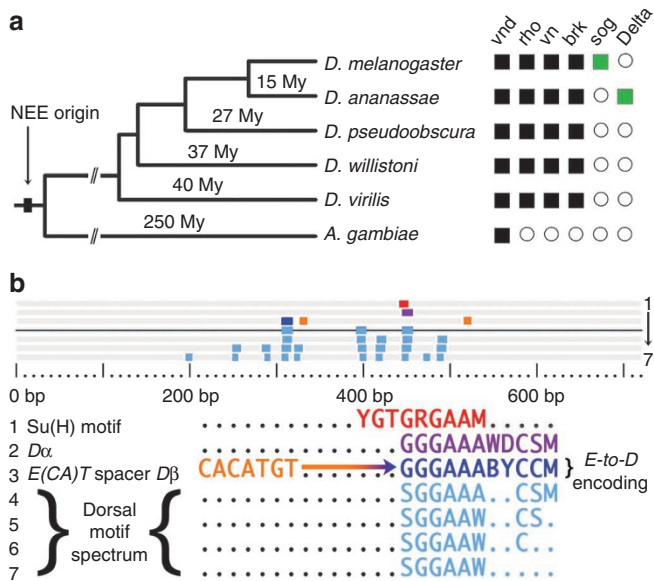 a
vnd rho vn brk sog Delta
D. melanogaster
15 My
D. ananassae
NEE origin
27 My
D. pseudoobscura
37 My
D. willistoni
40 My
D. virilis
250 My
A. gambiae
b
1
7
0 bp 200 bp 400 bp 600 bp
1 Su(H) motif YGTGRGAAM
2 Dα GGGAAAWDCSM
3 E(CA)T spacer Dβ CACATGT GGGAAABYCCM } E-to-D encoding
4 SGGAAA..CSM
5 { Dorsal motif spectrum { SGGAAW..CS.
6 SGGAAW..C..
7 SGGAAW.....